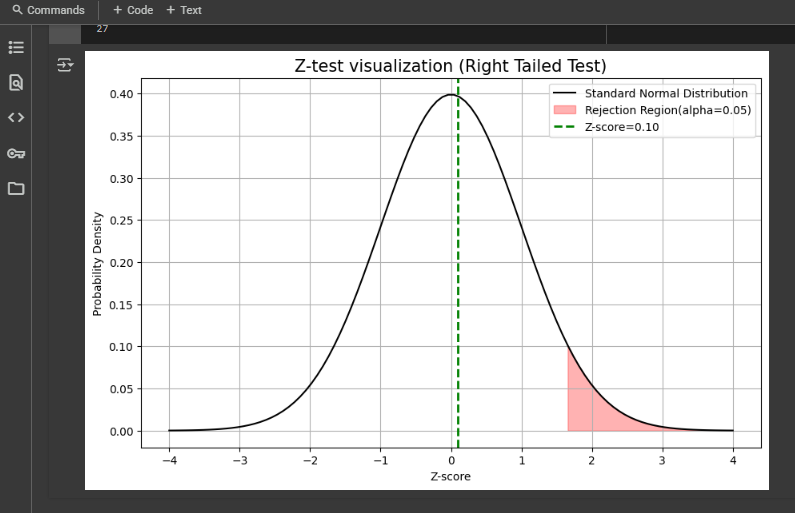 Commands + Code + Text
27
Z-test visualization (Right Tailed Test)
Standard Normal Distribution
Rejection Region(alpha=0.05)
Z-score=0.10
0.40
0.35
0.30
0.25
0.20
0.15
0.10
0.05
0.00
Probability Density
−4 −3 −2 −1 0 1 2 3 4
Z-score